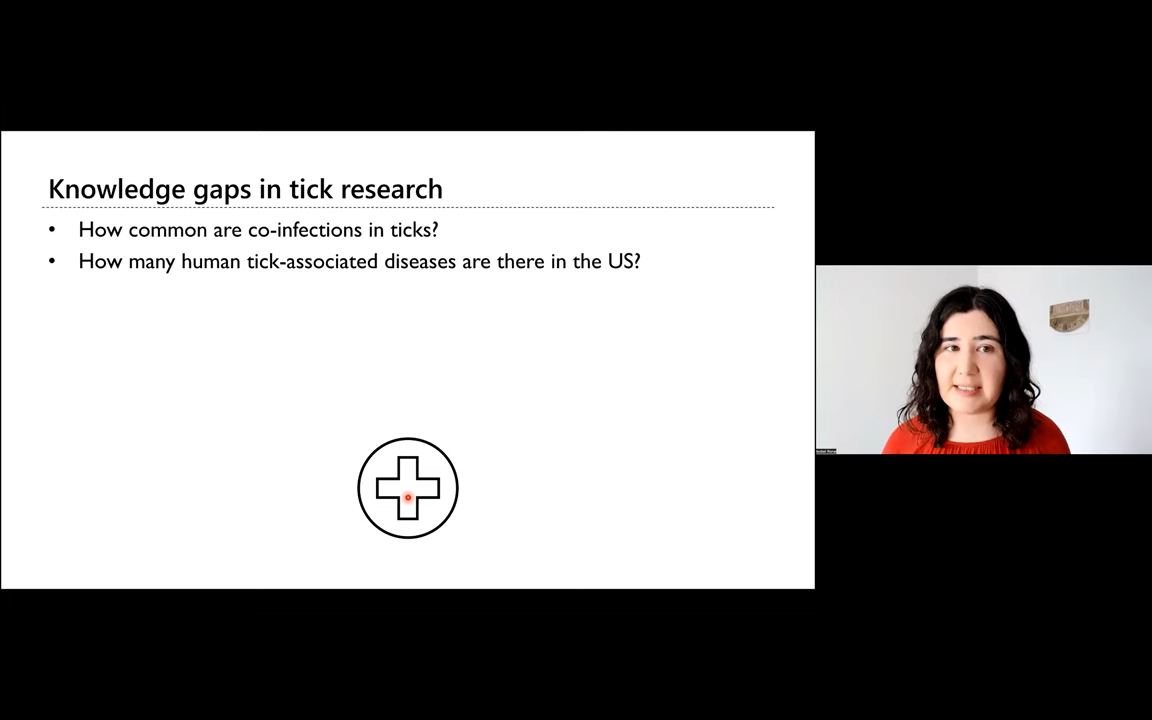 Knowledge gaps in tick research
• How common are co-infections in ticks?
• How many human tick-associated diseases are there in the US?